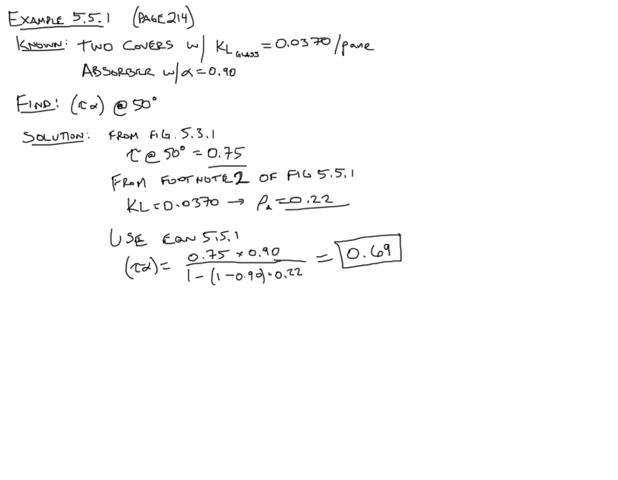 EXAMPLE 5.5.1 (PAGE 214)
KNOWN: TWO COVERS W/ KL GLASS = 0.0370/pane
ABSORBER W/ α = 0.90
FIND: (τα) @ 50°
SOLUTION: FROM FIG. 5.3.1
τ @ 50° = 0.75
FROM FOOTNOTE 2 OF FIG 5.5.1
KL = 0.0370 → ρd = 0.22
USE EQN 5.5.1
(τα) = 0.75 × 0.90 / 1 - (1 - 0.90) · 0.22 = 0.69